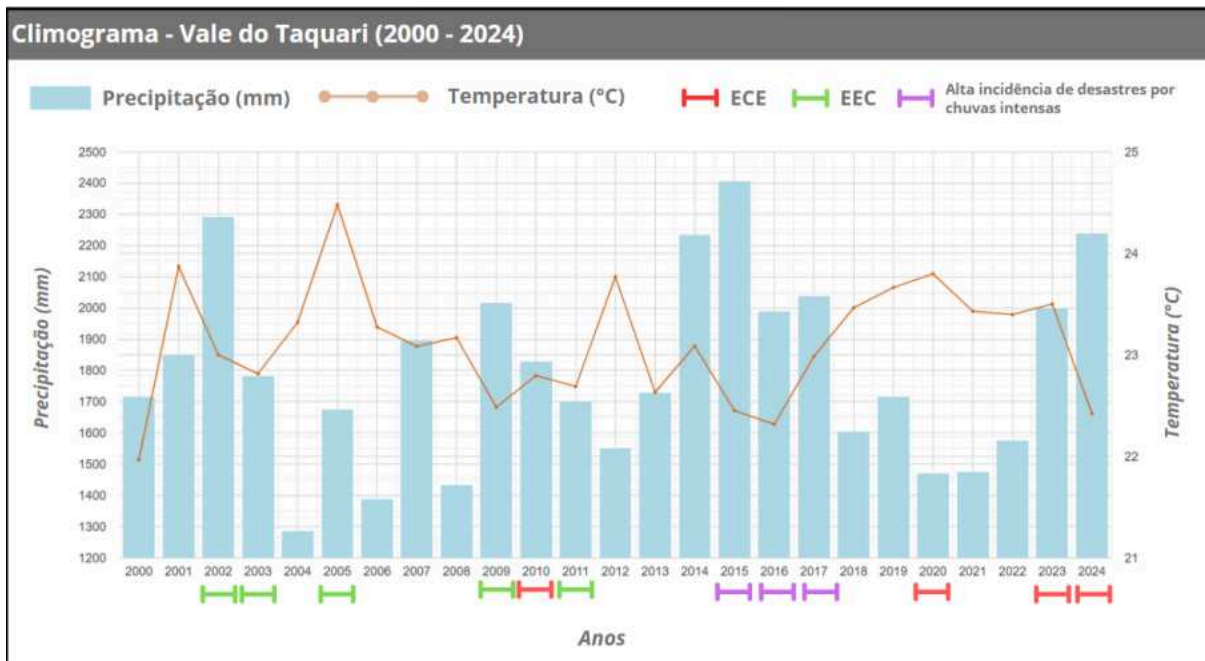 Climograma - Vale do Taquari (2000 - 2024)
Precipitação (mm) Temperatura (°C) ECE EEC Alta incidência de desastres por
chuvas intensas
2500 25
2400
2300
2200
2100 24
2000
1900
1800 23
1700
1600
1500 22
1400
1300
1200 21
Precipitação (mm)
Temperatura (°C)
2000 2001 2002 2003 2004 2005 2006 2007 2008 2009 2010 2011 2012 2013 2014 2015 2016 2017 2018 2019 2020 2021 2022 2023 2024
Anos